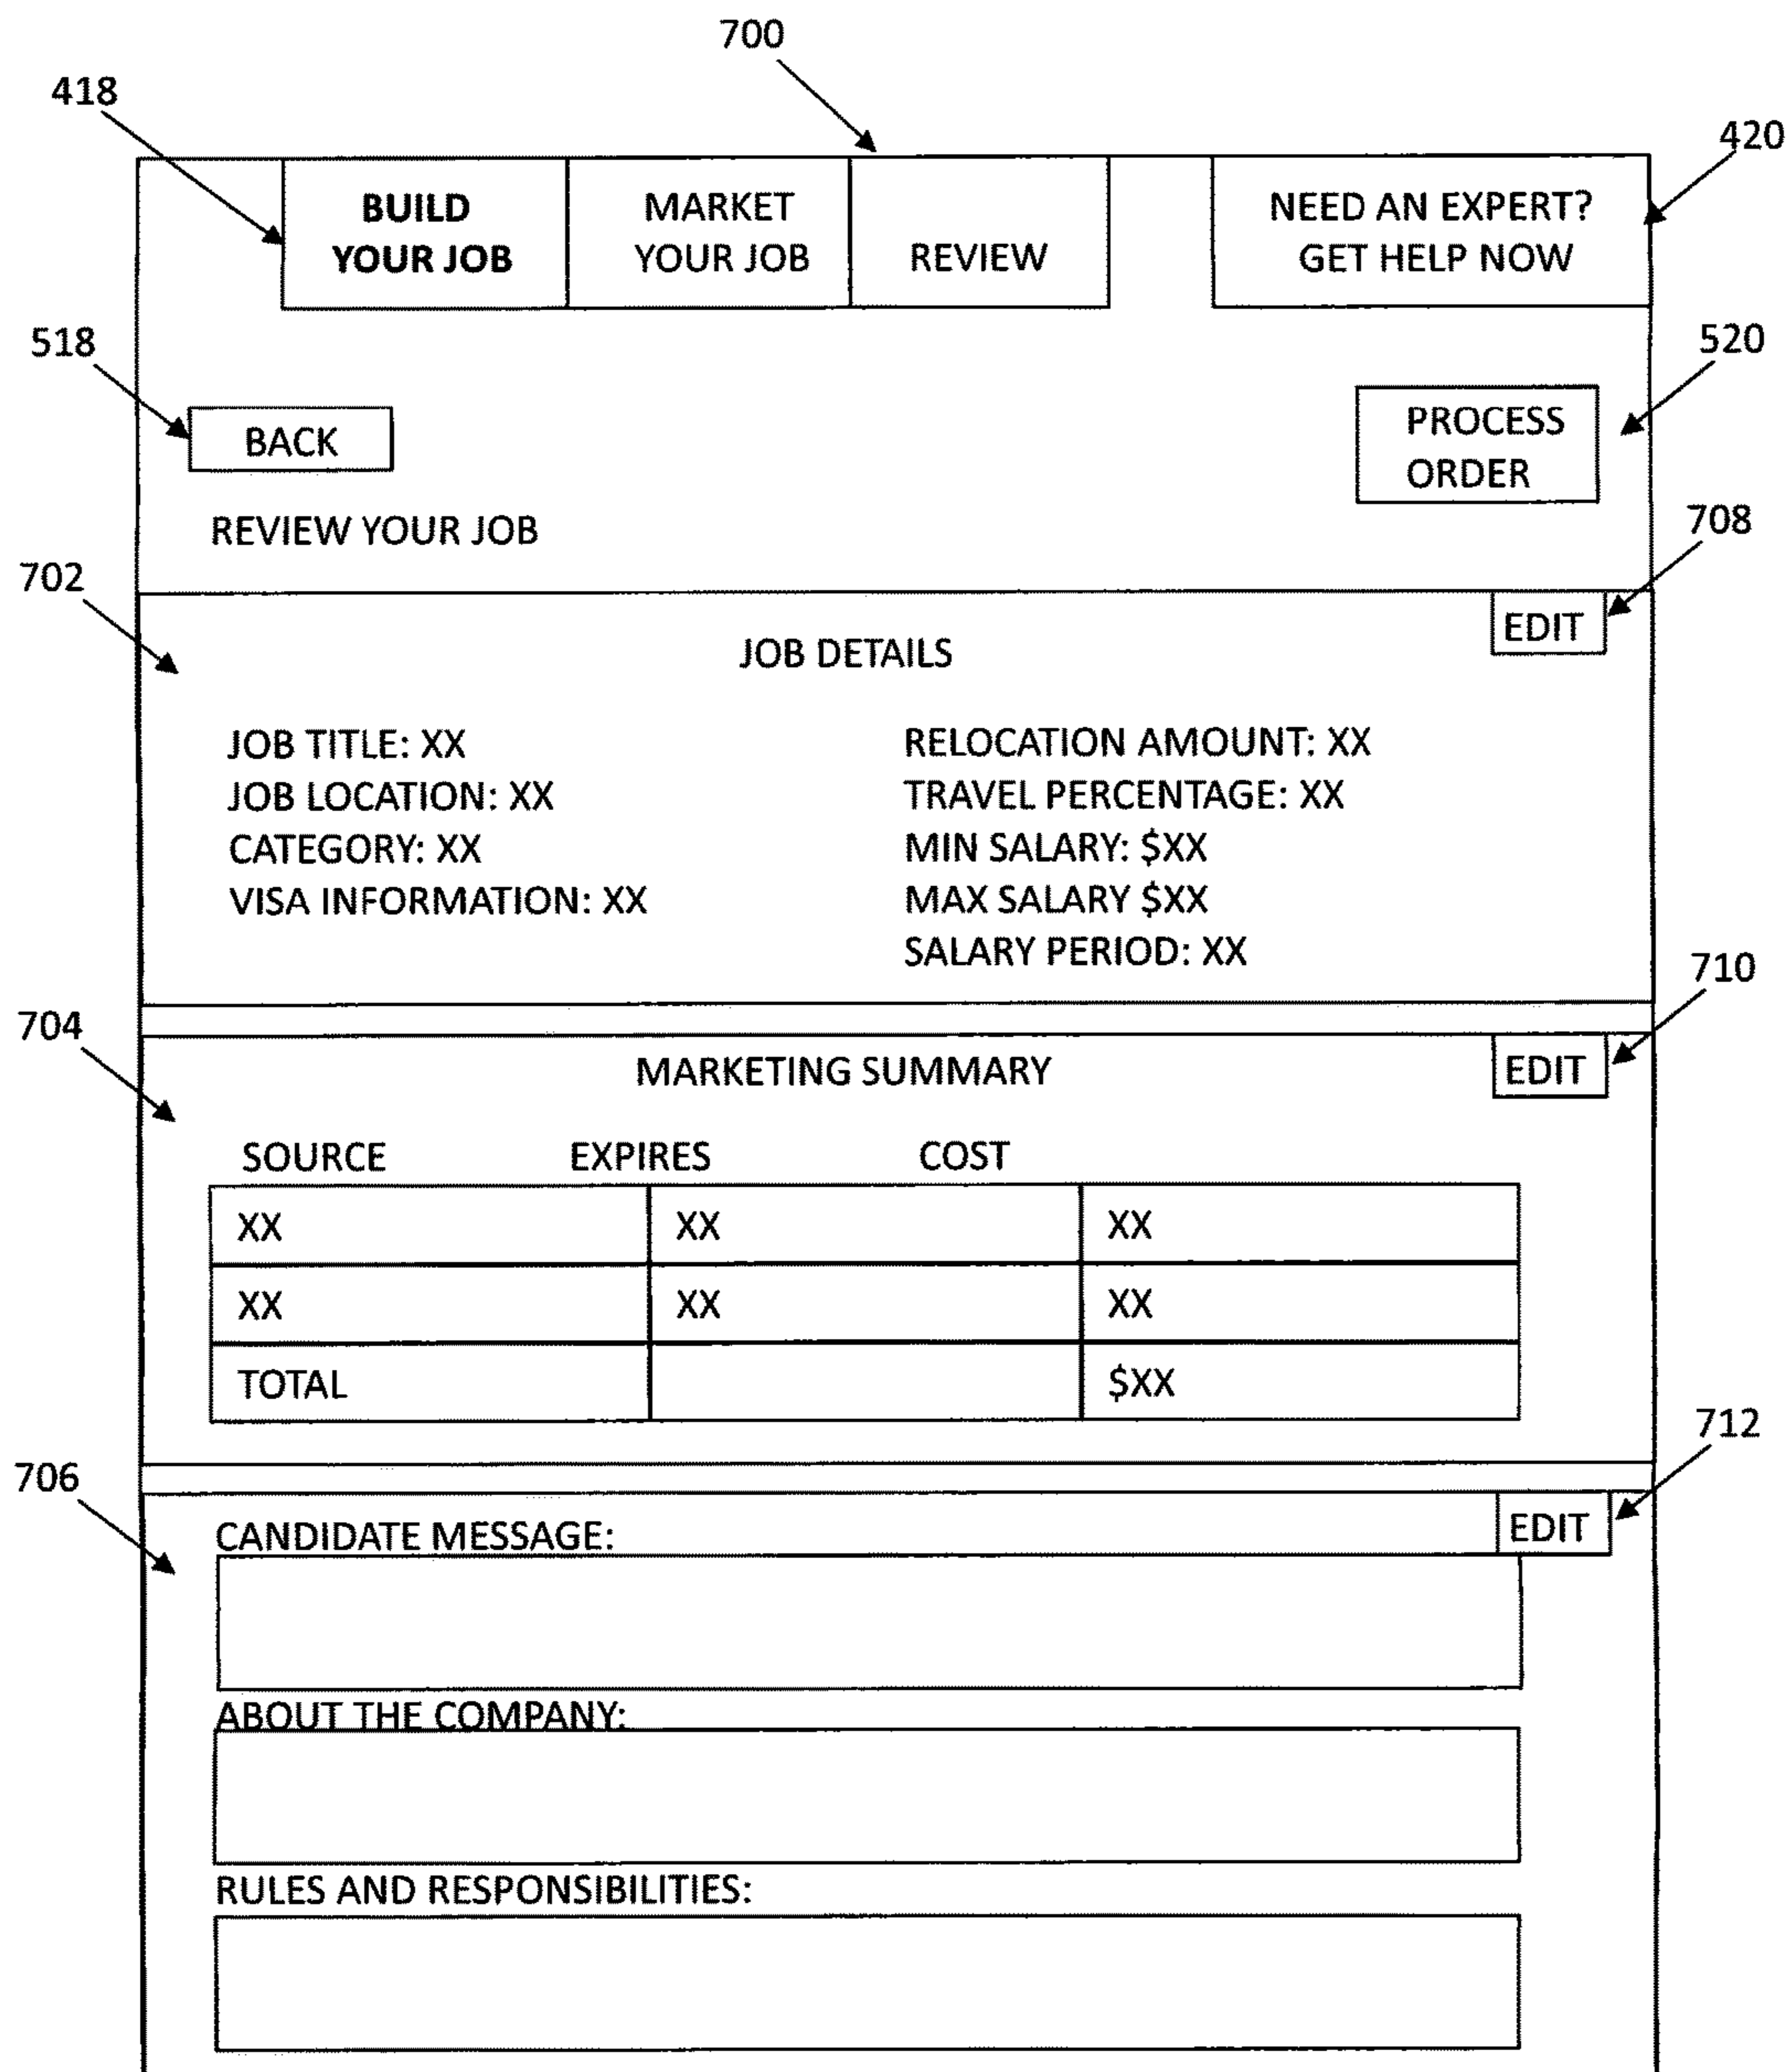 700
418
420
BUILD
YOUR JOB
MARKET
YOUR JOB
REVIEW
NEED AN EXPERT?
GET HELP NOW
518
520
BACK
PROCESS
ORDER
REVIEW YOUR JOB
708
702
EDIT
JOB DETAILS
JOB TITLE: XX
JOB LOCATION: XX
CATEGORY: XX
VISA INFORMATION: XX
RELOCATION AMOUNT: XX
TRAVEL PERCENTAGE: XX
MIN SALARY: $XX
MAX SALARY $XX
SALARY PERIOD: XX
710
704
MARKETING SUMMARY
EDIT
SOURCE EXPIRES COST
XX XX XX
XX XX XX
TOTAL $XX
712
706
EDIT
CANDIDATE MESSAGE:
ABOUT THE COMPANY:
RULES AND RESPONSIBILITIES: